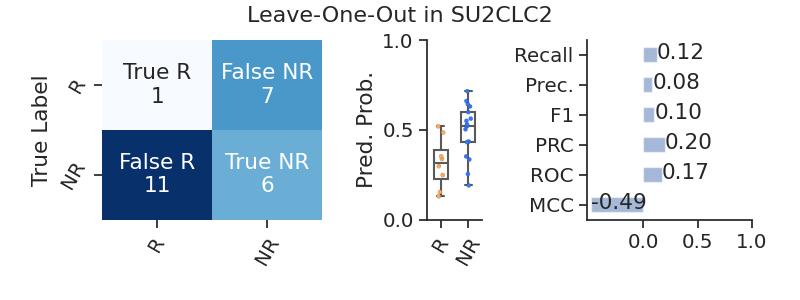 Leave-One-Out in SU2CLC2
True Label
R
NR
True R
1
False NR
7
False R
11
True NR
6
R
NR
Pred. Prob.
1.0
0.5
0.0
R
NR
Recall
0.12
Prec.
0.08
F1
0.10
PRC
0.20
ROC
0.17
MCC
-0.49
0.0
0.5
1.0